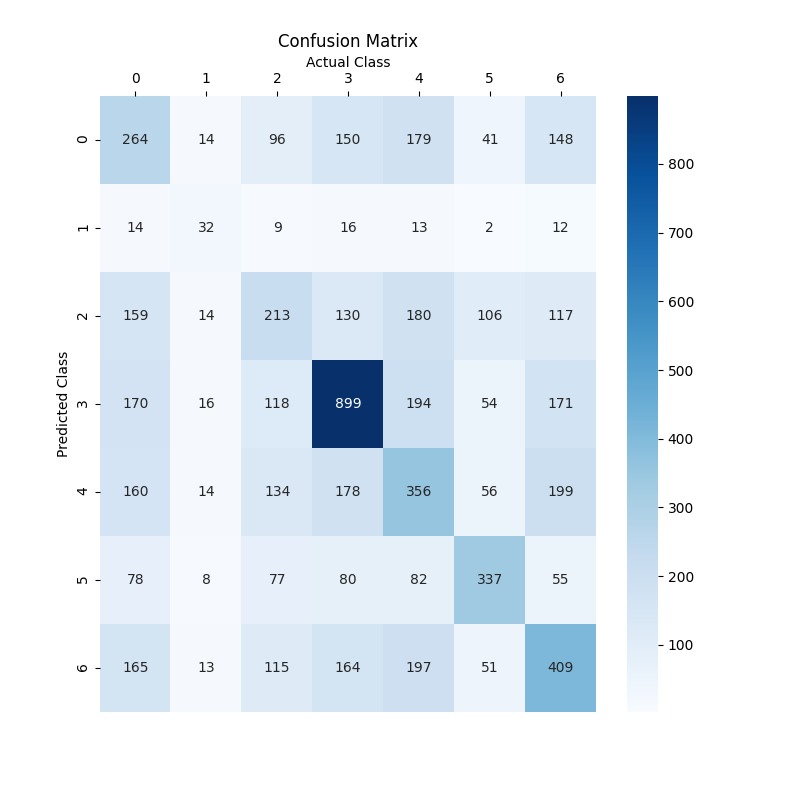 Confusion Matrix
Actual Class
0 1 2 3 4 5 6
0 264 14 96 150 179 41 148
1 14 32 9 16 13 2 12
2 159 14 213 130 180 106 117
3 170 16 118 899 194 54 171
4 160 14 134 178 356 56 199
5 78 8 77 80 82 337 55
6 165 13 115 164 197 51 409
Predicted Class
800
700
600
500
400
300
200
100